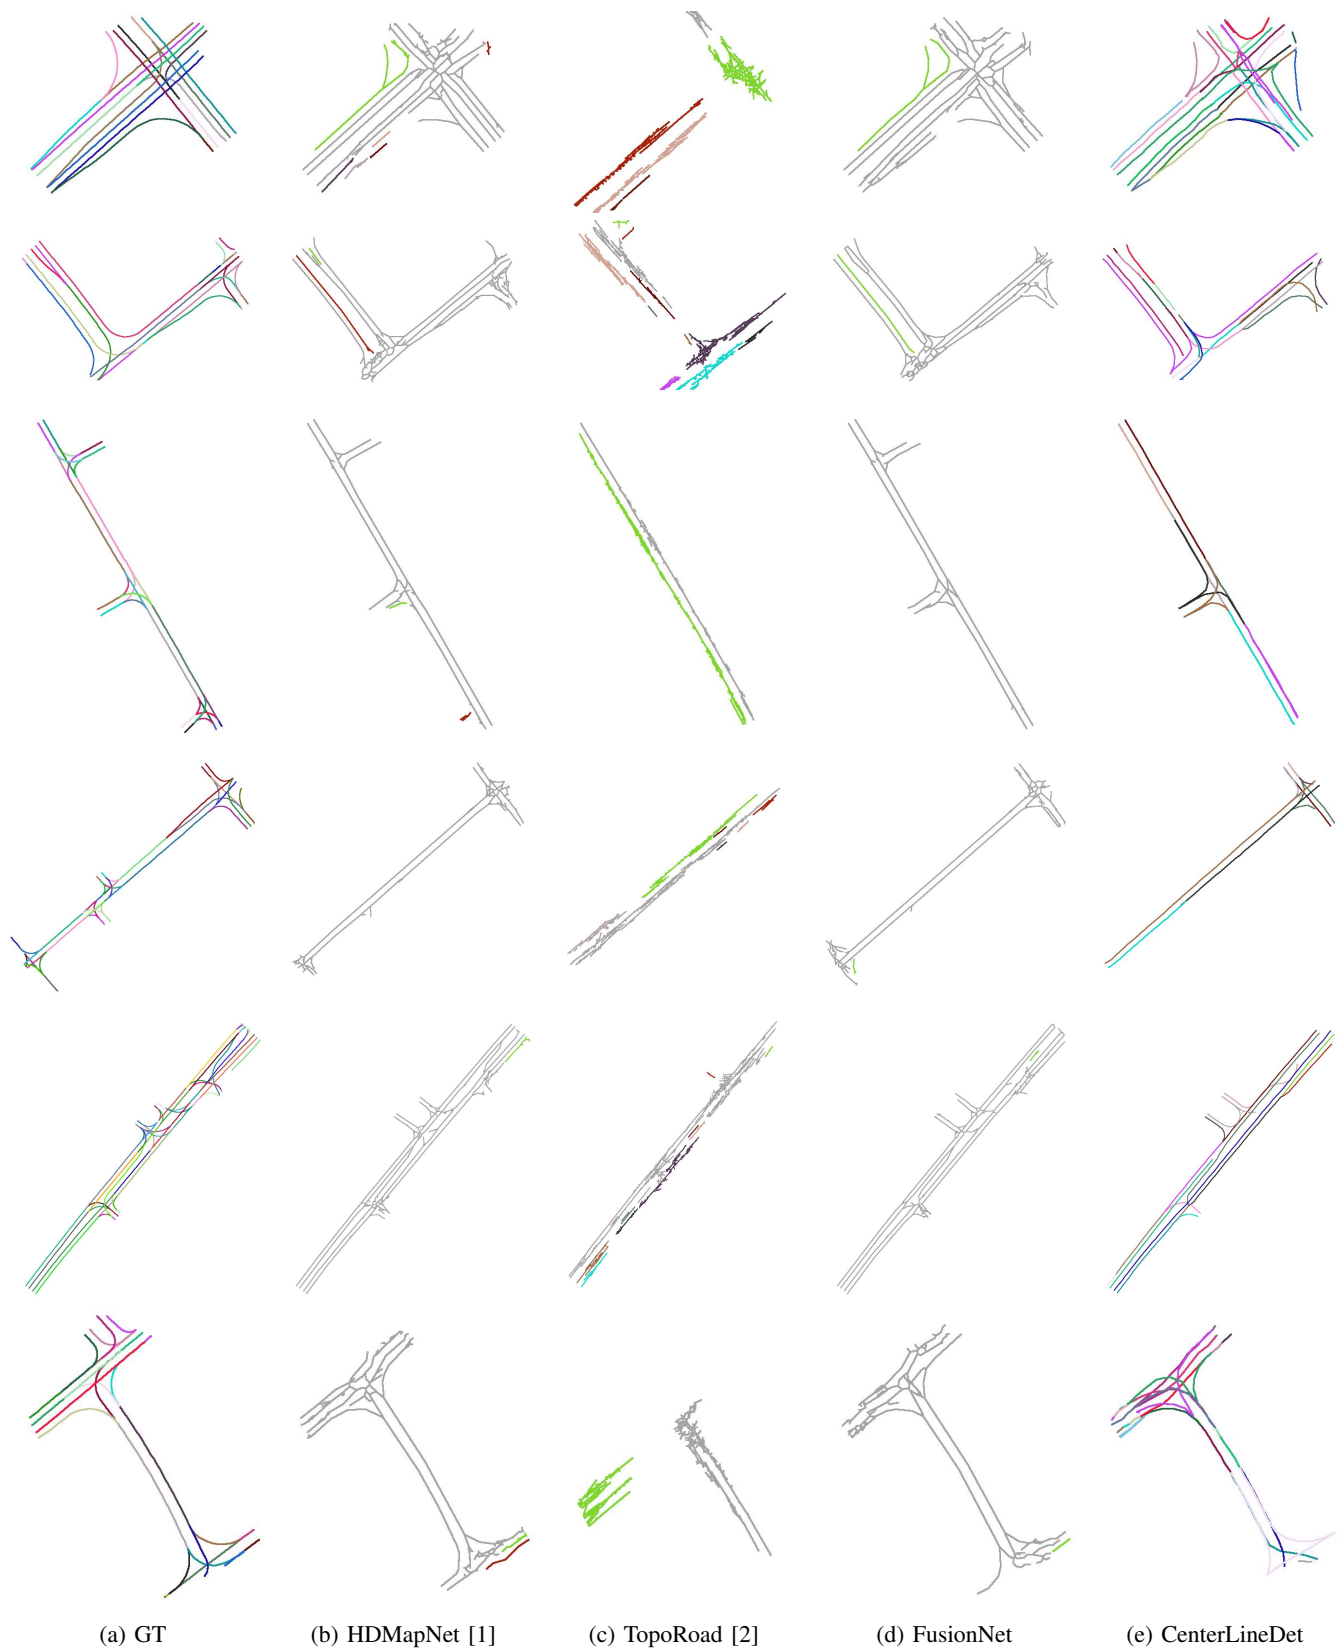 (a) GT
(b) HDMapNet [1]
(c) TopoRoad [2]
(d) FusionNet
(e) CenterLineDet